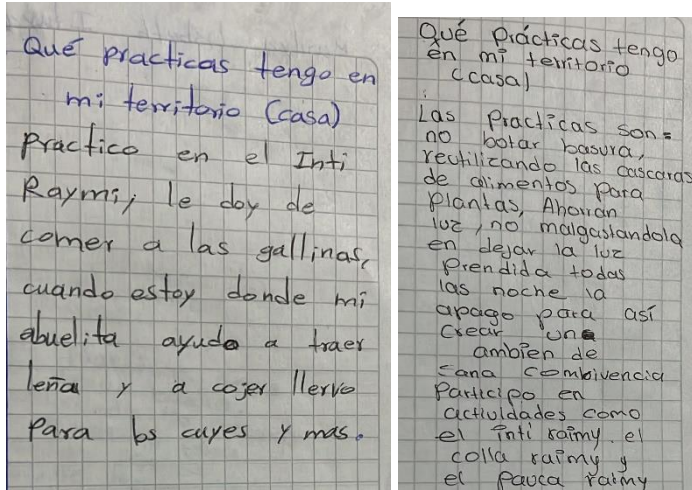 Qué practicas tengo en
mi territorio (casa)
practico en el Inti
Raymi, le doy de
comer a las gallinas,
cuando estoy donde mi
abuelita ayudo a traer
leña y a cojer llervo
para los cuyes y mas.
Qué Prácticas tengo
en mi territorio
(casa)
Las Practicas son:
no botar basura,
reutilizando las cascaras
de alimentos para
plantas, Ahorran
luz, no malgastandola
en dejar la luz
prendida todas
las noche la
apago para así
crear una
ambien de
sana combivencia
Participo en
actividades como
el inti raimy, el
colla raimy y
el pauca raimy